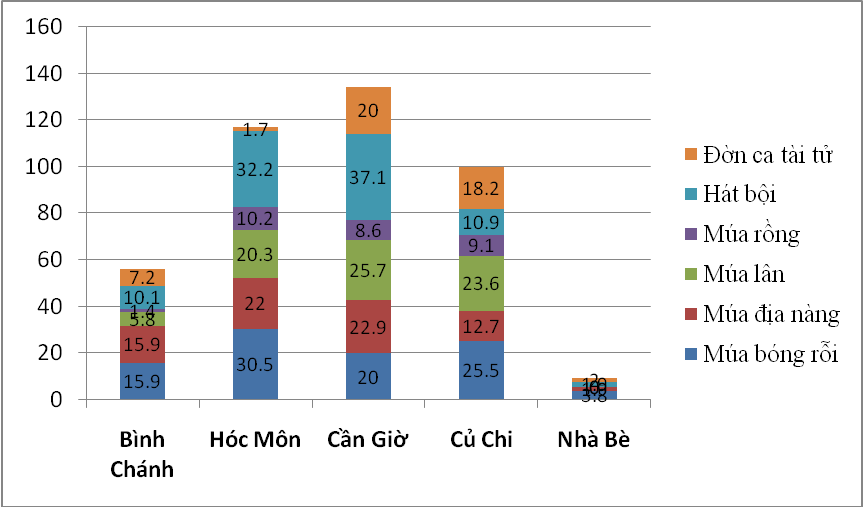 160
140
120
100
80
60
40
20
0
7.2
10.1
1.4
5.8
15.9
15.9
1.7
32.2
10.2
20.3
22
30.5
20
37.1
8.6
25.7
22.9
20
18.2
10.9
9.1
23.6
12.7
25.5
3.8
Bình
Chánh
Hóc Môn
Cần Giờ
Củ Chi
Nhà Bè
Đờn ca tài tử
Hát bội
Múa rồng
Múa lân
Múa địa nàng
Múa bóng rỗi